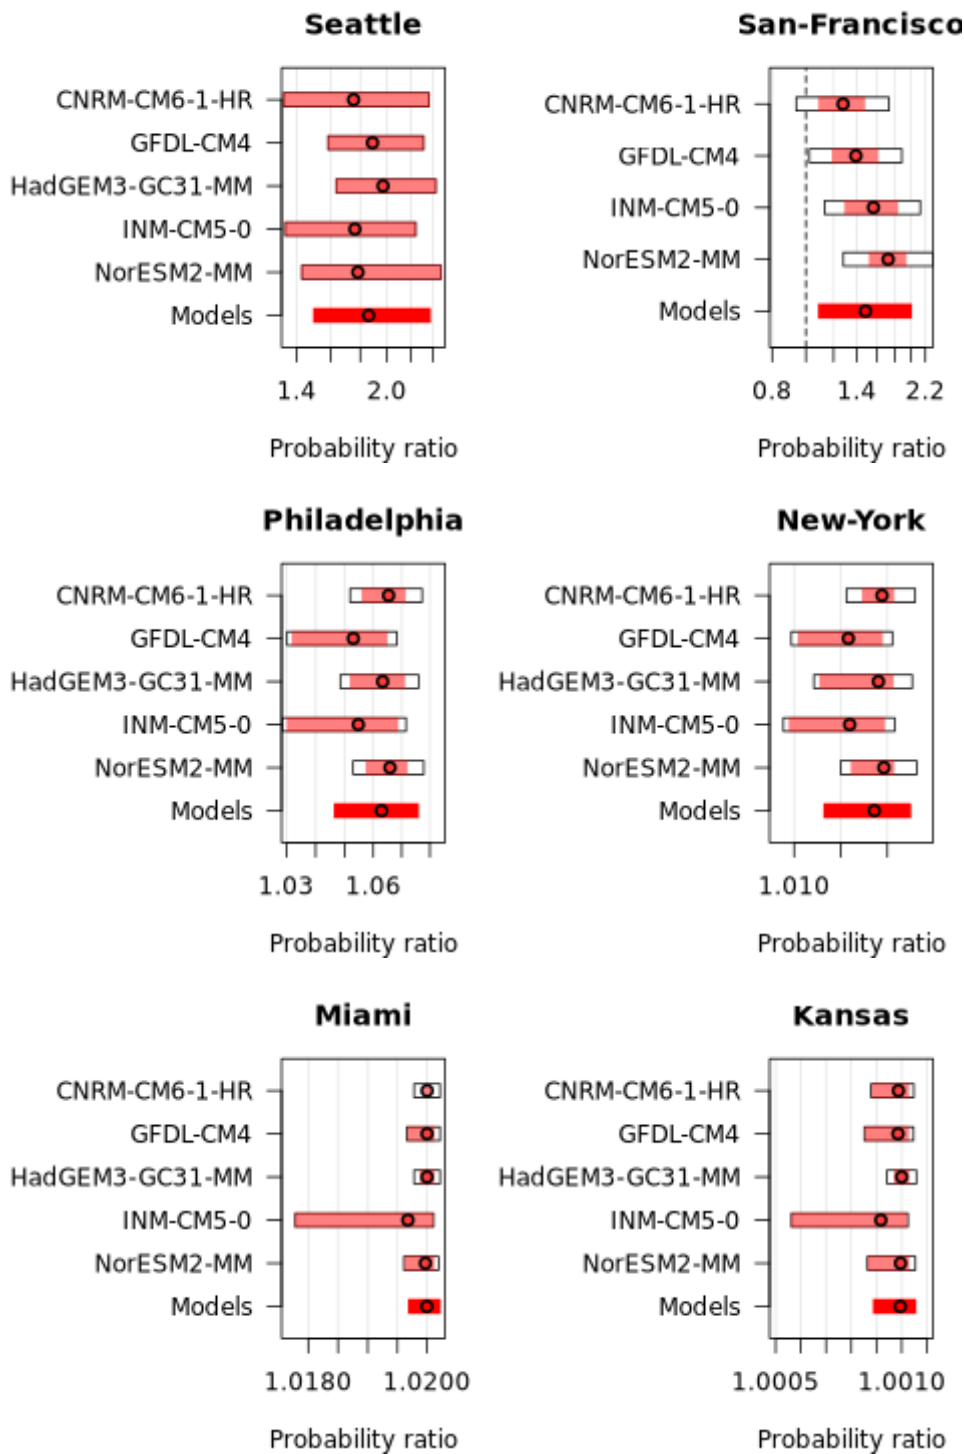 Seattle
CNRM-CM6-1-HR
GFDL-CM4
HadGEM3-GC31-MM
INM-CM5-0
NorESM2-MM
Models
1.4 2.0
Probability ratio
San-Francisco
CNRM-CM6-1-HR
GFDL-CM4
INM-CM5-0
NorESM2-MM
Models
0.8 1.4 2.2
Probability ratio
Philadelphia
CNRM-CM6-1-HR
GFDL-CM4
HadGEM3-GC31-MM
INM-CM5-0
NorESM2-MM
Models
1.03 1.06
Probability ratio
New-York
CNRM-CM6-1-HR
GFDL-CM4
HadGEM3-GC31-MM
INM-CM5-0
NorESM2-MM
Models
1.010
Probability ratio
Miami
CNRM-CM6-1-HR
GFDL-CM4
HadGEM3-GC31-MM
INM-CM5-0
NorESM2-MM
Models
1.0180 1.0200
Probability ratio
Kansas
CNRM-CM6-1-HR
GFDL-CM4
HadGEM3-GC31-MM
INM-CM5-0
NorESM2-MM
Models
1.0005 1.0010
Probability ratio